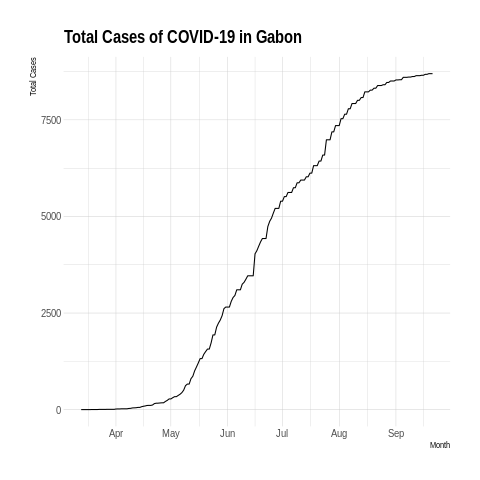 Total Cases of COVID-19 in Gabon
Total Cases
7500
5000
2500
0
Apr May Jun Jul Aug Sep
Month